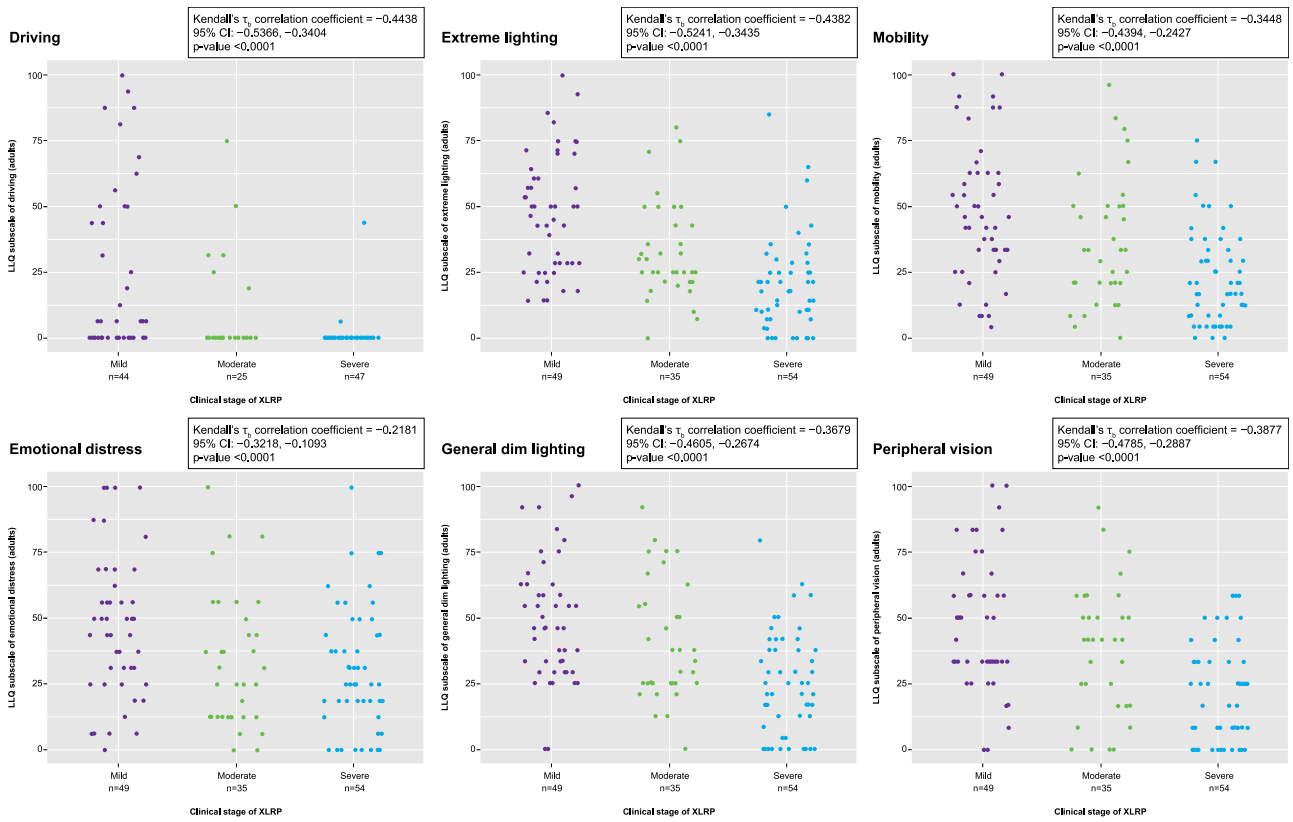 Driving
Kendall's τb correlation coefficient = −0.4438
95% CI: −0.5366, −0.3404
p-value <0.0001
LLQ subscale of driving (adults)
100
75
50
25
0
Mild
n=44
Moderate
n=25
Severe
n=47
Clinical stage of XLRP
Extreme lighting
Kendall's τb correlation coefficient = −0.4382
95% CI: −0.5241, −0.3435
p-value <0.0001
LLQ subscale of extreme lighting (adults)
100
75
50
25
0
Mild
n=49
Moderate
n=35
Severe
n=54
Clinical stage of XLRP
Mobility
Kendall's τb correlation coefficient = −0.3448
95% CI: −0.4394, −0.2427
p-value <0.0001
LLQ subscale of mobility (adults)
100
75
50
25
0
Mild
n=49
Moderate
n=35
Severe
n=54
Clinical stage of XLRP
Emotional distress
Kendall's τb correlation coefficient = −0.2181
95% CI: −0.3218, −0.1093
p-value <0.0001
LLQ subscale of emotional distress (adults)
100
75
50
25
0
Mild
n=49
Moderate
n=35
Severe
n=54
Clinical stage of XLRP
General dim lighting
Kendall's τb correlation coefficient = −0.3679
95% CI: −0.4605, −0.2674
p-value <0.0001
LLQ subscale of general dim lighting (adults)
100
75
50
25
0
Mild
n=49
Moderate
n=35
Severe
n=54
Clinical stage of XLRP
Peripheral vision
Kendall's τb correlation coefficient = −0.3877
95% CI: −0.4785, −0.2887
p-value <0.0001
LLQ subscale of peripheral vision (adults)
100
75
50
25
0
Mild
n=49
Moderate
n=35
Severe
n=54
Clinical stage of XLRP